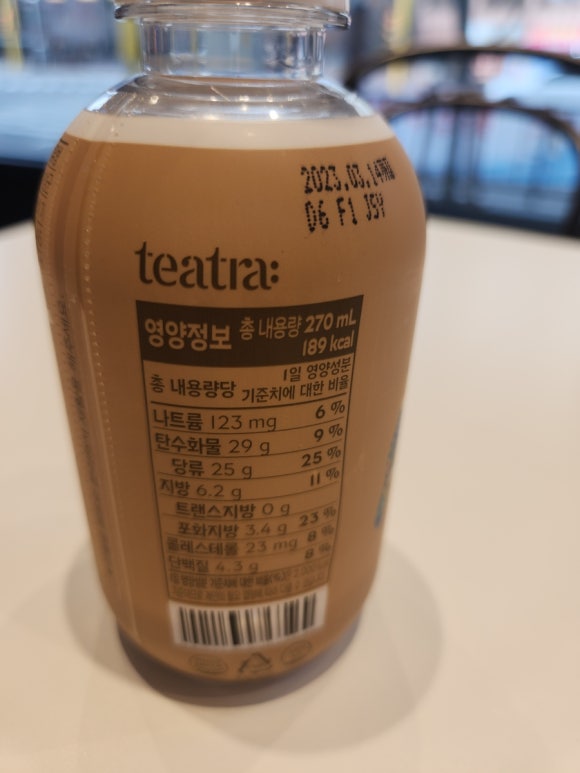 2023.03.14까지
06 F1 JSY
teatra:
영양정보 총 내용량 270 mL
189 kcal
총 내용량당 1일 영양성분
기준치에 대한 비율
나트륨 123 mg 6 %
탄수화물 29 g 9 %
당류 25 g 25 %
지방 6.2 g 11 %
트랜스지방 0 g
포화지방 3.4 g 23 %
콜레스테롤 23 mg 8 %
단백질 4.3 g 8 %